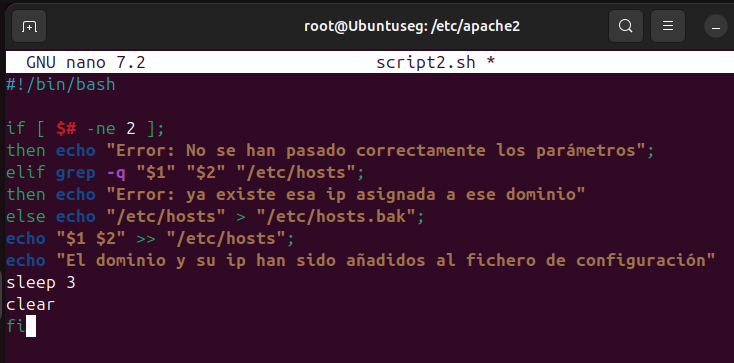 root@Ubuntuseg: /etc/apache2
GNU nano 7.2 script2.sh *
#!/bin/bash
if [ $# -ne 2 ];
then echo "Error: No se han pasado correctamente los parámetros";
elif grep -q "$1" "$2" "/etc/hosts";
then echo "Error: ya existe esa ip asignada a ese dominio"
else echo "/etc/hosts" > "/etc/hosts.bak";
echo "$1 $2" >> "/etc/hosts";
echo "El dominio y su ip han sido añadidos al fichero de configuración"
sleep 3
clear
fi